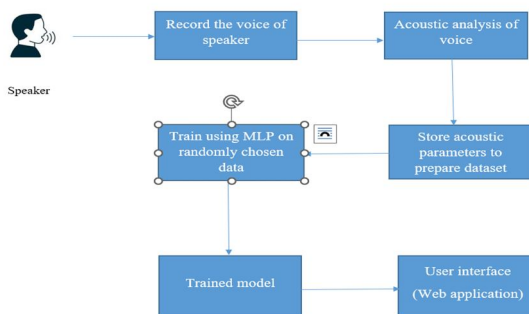 Record the voice of
speaker
Acoustic analysis of
voice
Speaker
Train using MLP on
randomly chosen
data
Store acoustic
parameters to
prepare dataset
Trained model
User interface
(Web application)